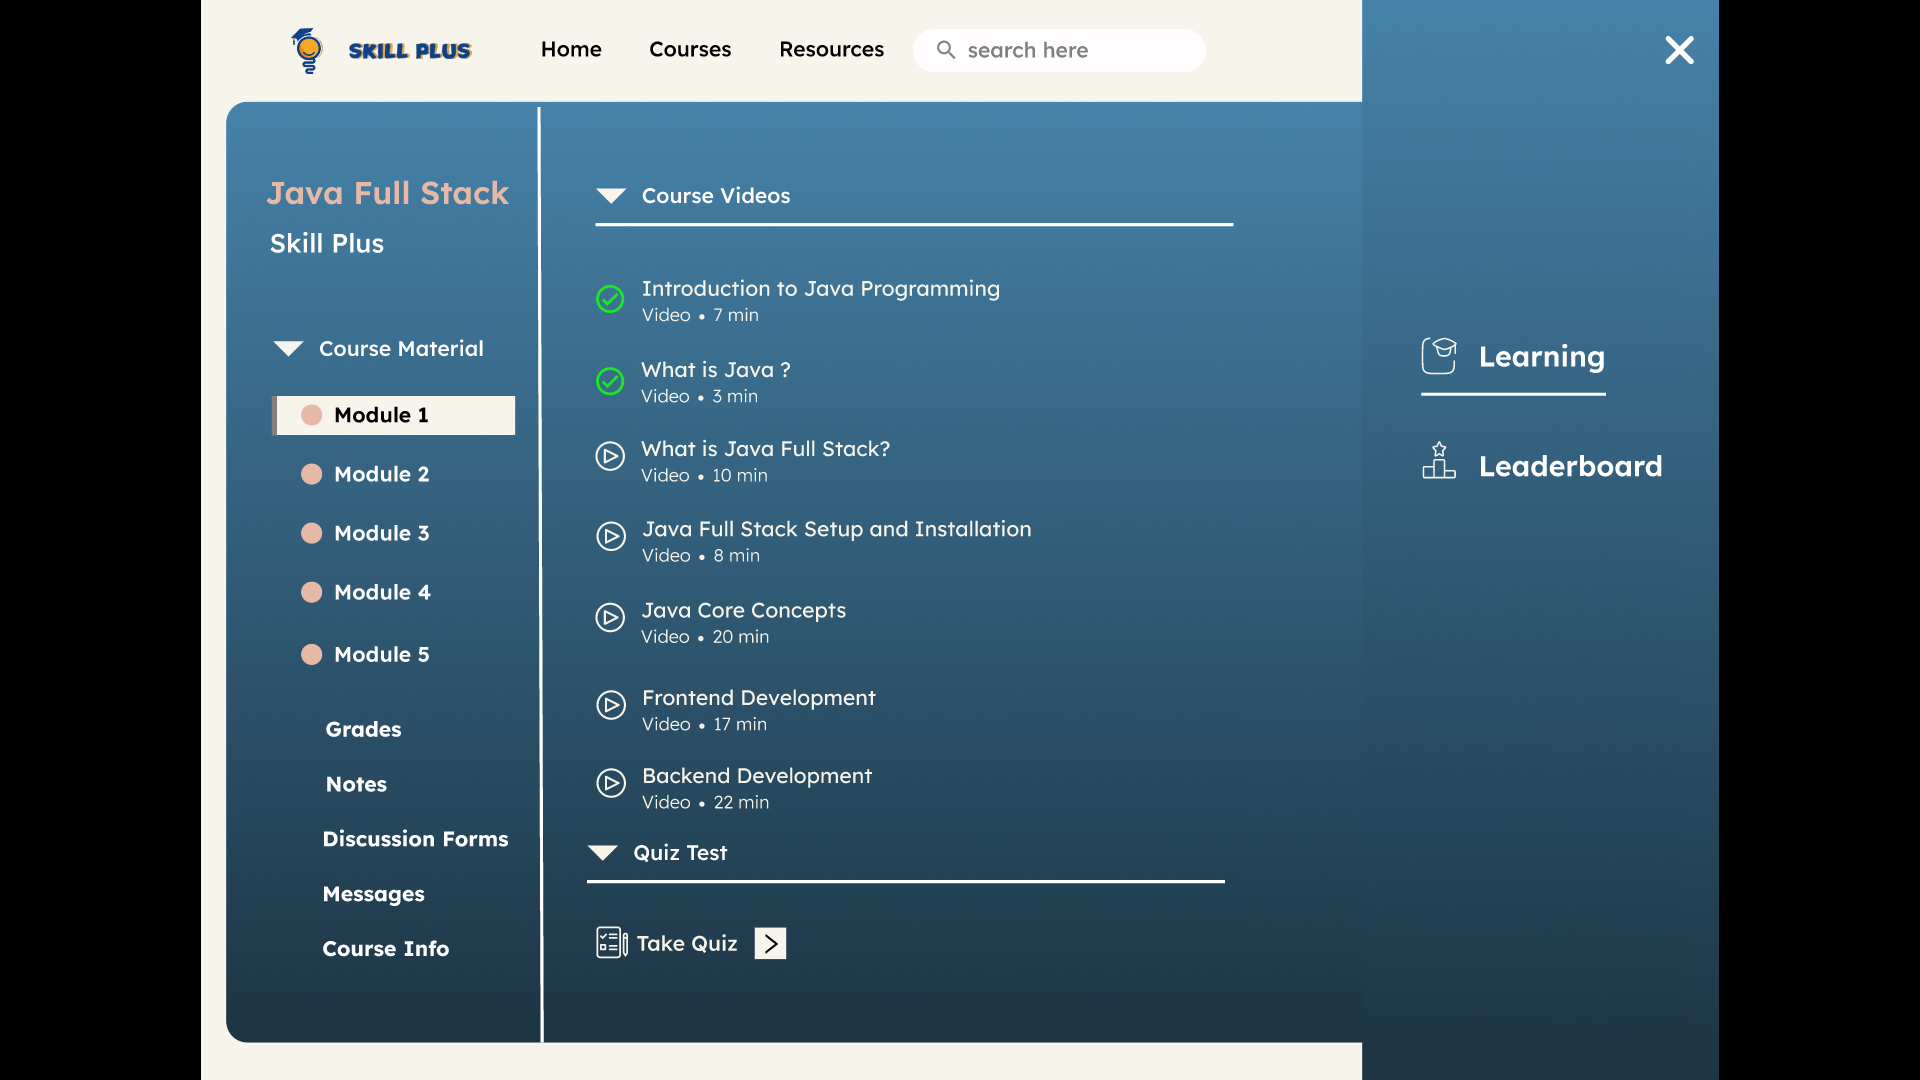 SKILL PLUS
Home
Courses
Resources
search here
Java Full Stack
Skill Plus
Course Material
Module 1
Module 2
Module 3
Module 4
Module 5
Grades
Notes
Discussion Forms
Messages
Course Info
Course Videos
Introduction to Java Programming
Video • 7 min
What is Java ?
Video • 3 min
What is Java Full Stack?
Video • 10 min
Java Full Stack Setup and Installation
Video • 8 min
Java Core Concepts
Video • 20 min
Frontend Development
Video • 17 min
Backend Development
Video • 22 min
Quiz Test
Take Quiz
Learning
Leaderboard